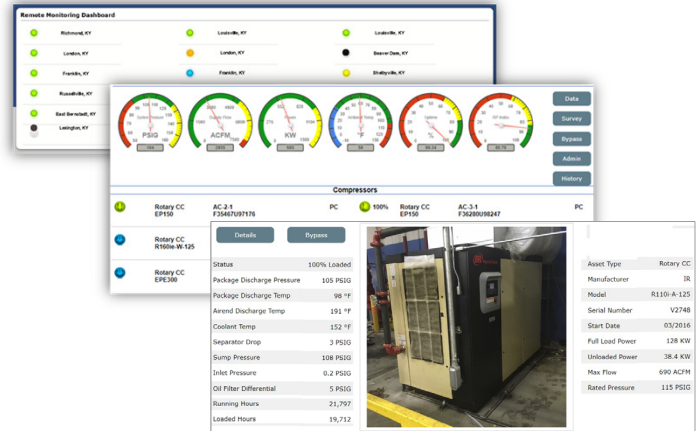 Remote Monitoring Dashboard
Richmond, KY
Louisville, KY
Louisville, KY
London, KY
London, KY
Beaver Dam, KY
Franklin, KY
Franklin, KY
Shelbyville, KY
Russellville, KY
East Bernstadt, KY
Lexington, KY
PSIG
ACFM
KW
°F
%
Data
Survey
Bypass
Admin
History
Compressors
Rotary CC
EP150
AC-2-1
F35467U97176
PC
100%
Rotary CC
EP150
AC-3-1
F36280U98247
PC
Rotary CC
R160ie-W-125
Rotary CC
EPE300
Details
Bypass
Status 100% Loaded
Package Discharge Pressure 105 PSIG
Package Discharge Temp 98 °F
Airend Discharge Temp 191 °F
Coolant Temp 152 °F
Separator Drop 3 PSIG
Sump Pressure 108 PSIG
Inlet Pressure 0.2 PSIG
Oil Filter Differential 5 PSIG
Running Hours 21,797
Loaded Hours 19,712
Asset Type Rotary CC
Manufacturer IR
Model R110i-A-125
Serial Number V2748
Start Date 03/2016
Full Load Power 128 KW
Unloaded Power 38.4 KW
Max Flow 690 ACFM
Rated Pressure 115 PSIG